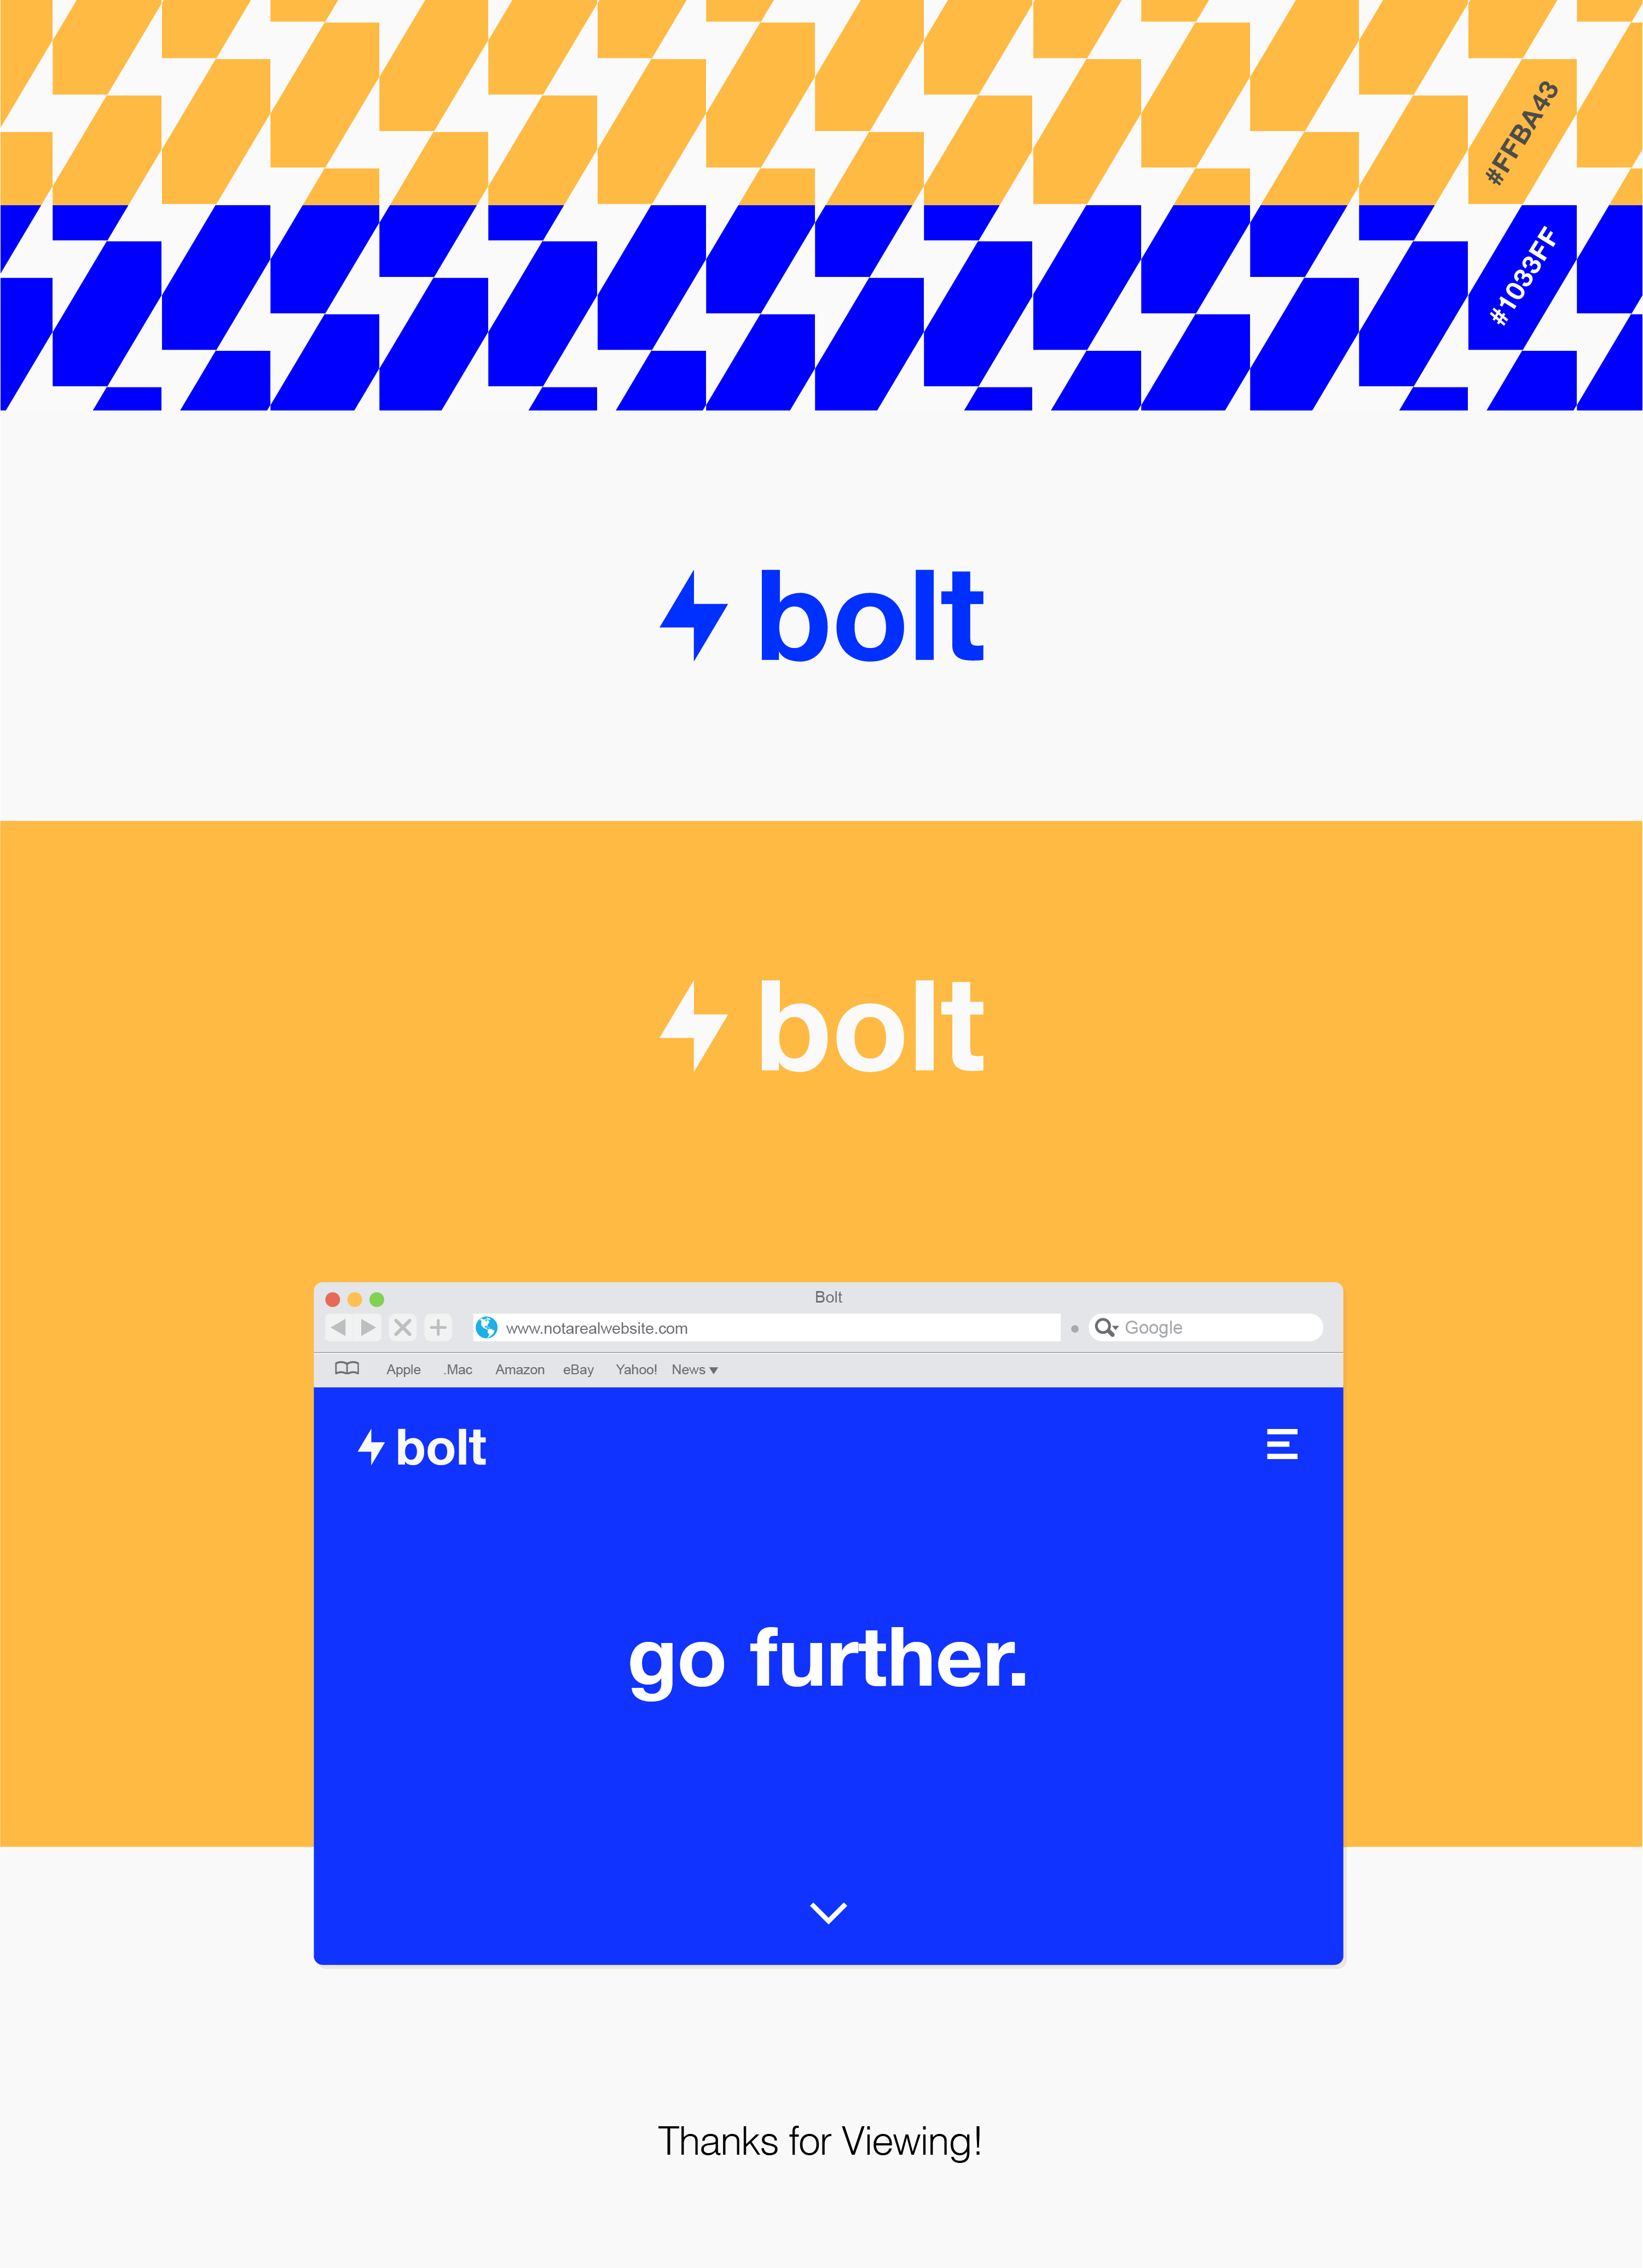 #FFBA43
#1033FF
bolt
bolt
Bolt
www.notarealwebsite.com
Google
Apple .Mac Amazon eBay Yahoo! News
bolt
go further.
Thanks for Viewing!